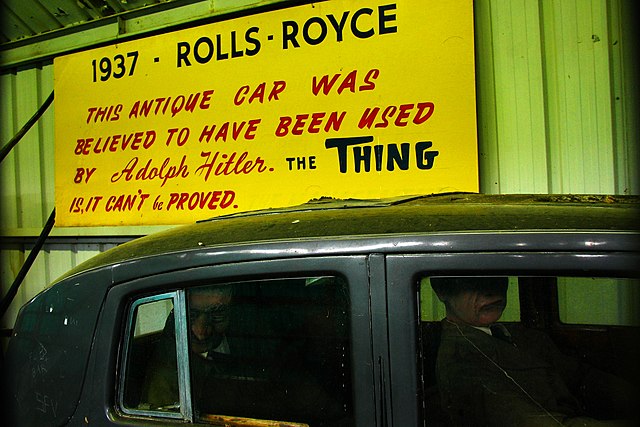 1937 - ROLLS-ROYCE
THIS ANTIQUE CAR WAS
BELIEVED TO HAVE BEEN USED
BY Adolph Hitler. THE THING
IS, IT CAN'T be PROVED.